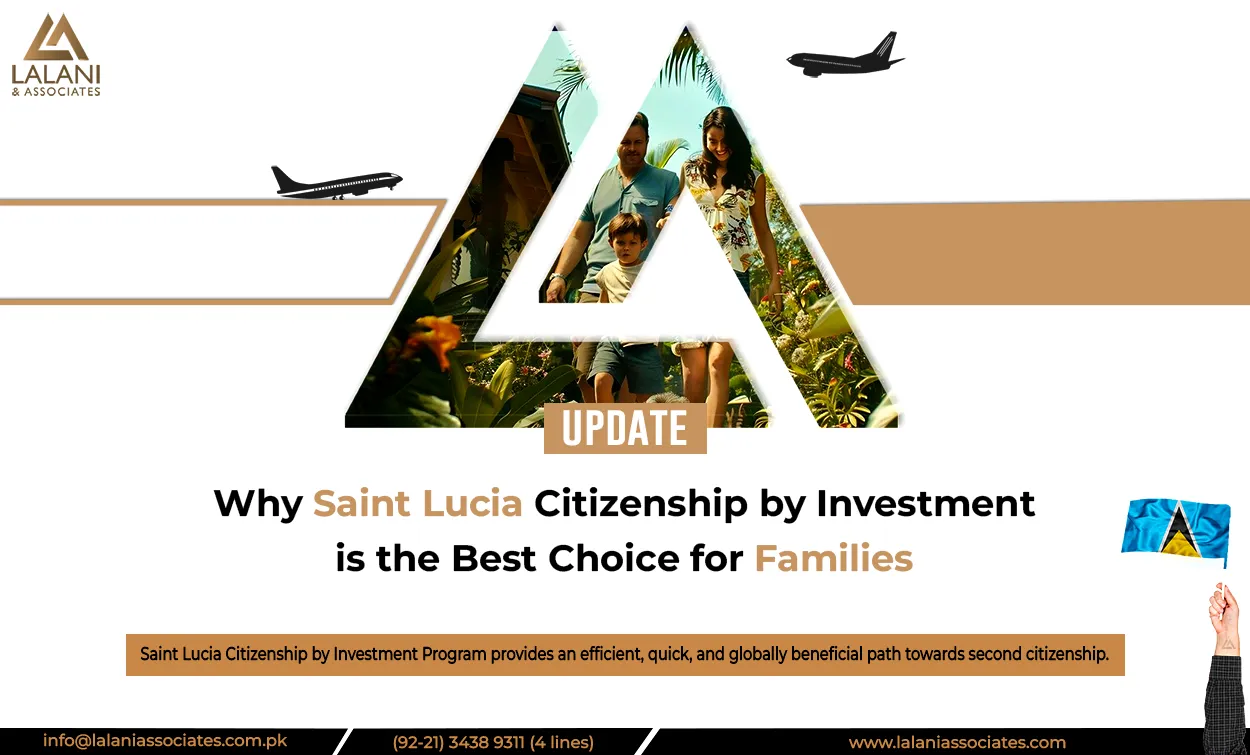 LALANI
& ASSOCIATES
UPDATE
Why Saint Lucia Citizenship by Investment
is the Best Choice for Families
Saint Lucia Citizenship by Investment Program provides an efficient, quick, and globally beneficial path towards second citizenship.
info@lalaniassociates.com.pk
(92-21) 3438 9311 (4 lines)
www.lalaniassociates.com